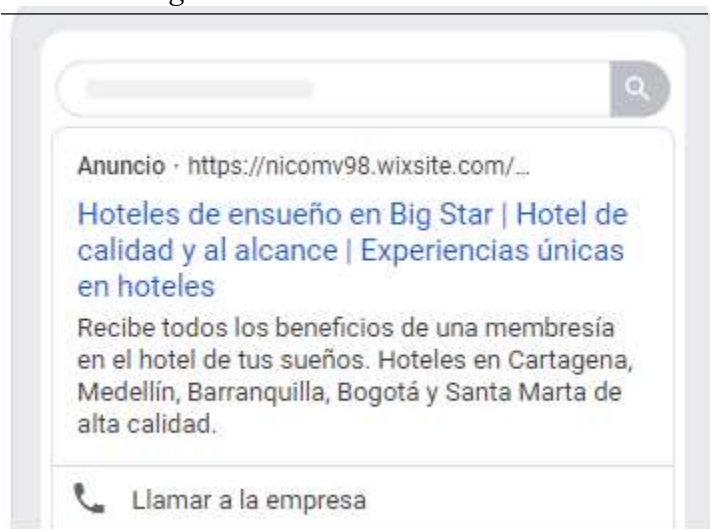 Anuncio · https://nicomv98.wixsite.com/...
Hoteles de ensueño en Big Star | Hotel de
calidad y al alcance | Experiencias únicas
en hoteles
Recibe todos los beneficios de una membresía
en el hotel de tus sueños. Hoteles en Cartagena,
Medellín, Barranquilla, Bogotá y Santa Marta de
alta calidad.
Llamar a la empresa